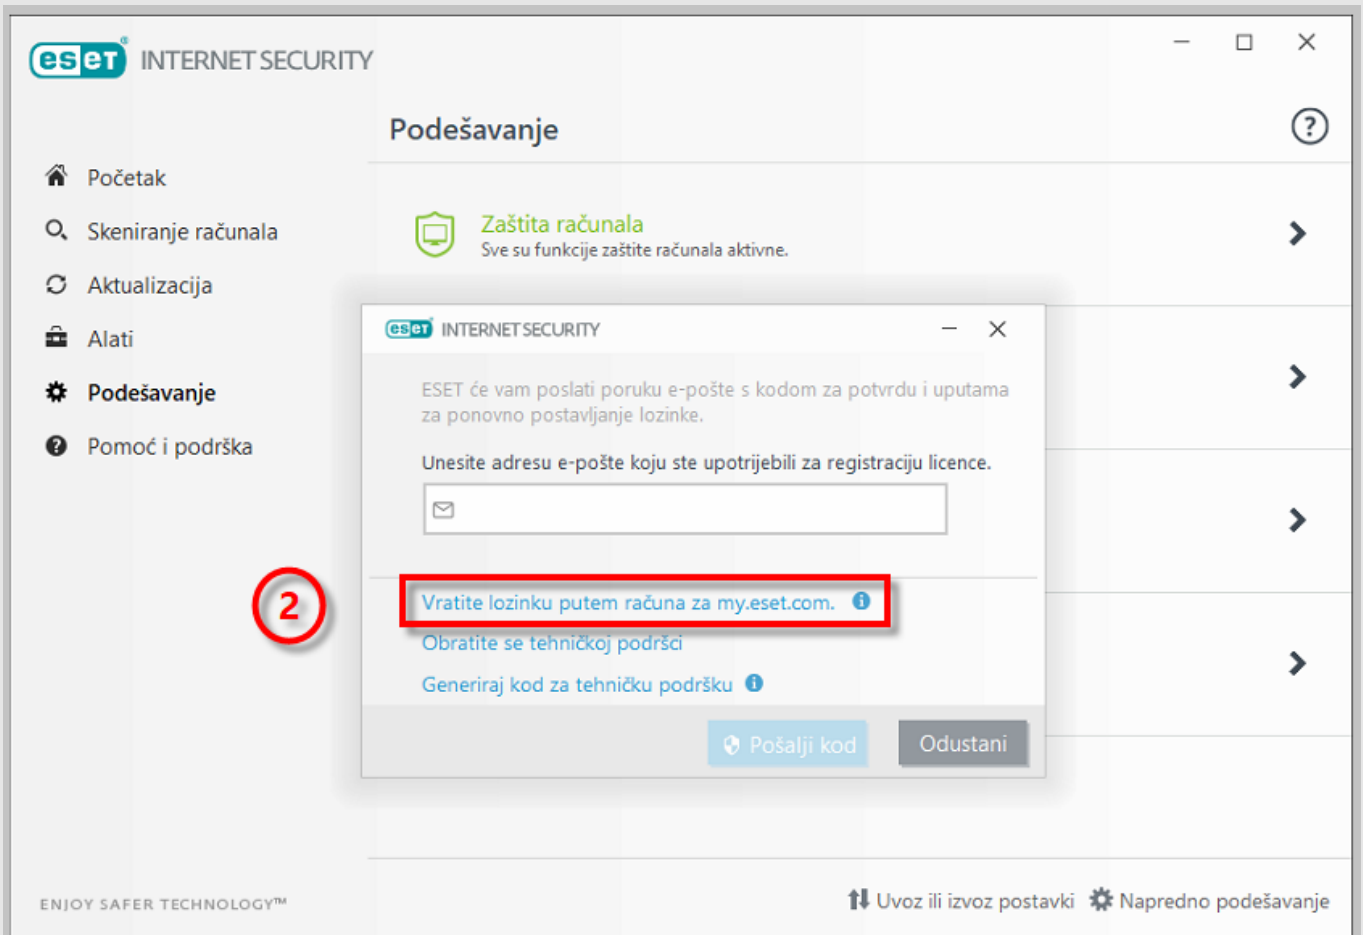 eset® INTERNET SECURITY
Podešavanje
?
Početak
Skeniranje računala
Aktualizacija
Alati
Podešavanje
Pomoć i podrška
Zaštita računala
Sve su funkcije zaštite računala aktivne.
eset INTERNET SECURITY
ESET će vam poslati poruku e-pošte s kodom za potvrdu i uputama
za ponovno postavljanje lozinke.
Unesite adresu e-pošte koju ste upotrijebili za registraciju licence.
2
Vratite lozinku putem računa za my.eset.com.
Obratite se tehničkoj podršci
Generiraj kod za tehničku podršku
Pošalji kod
Odustani
ENJOY SAFER TECHNOLOGY™
Uvoz ili izvoz postavki
Napredno podešavanje